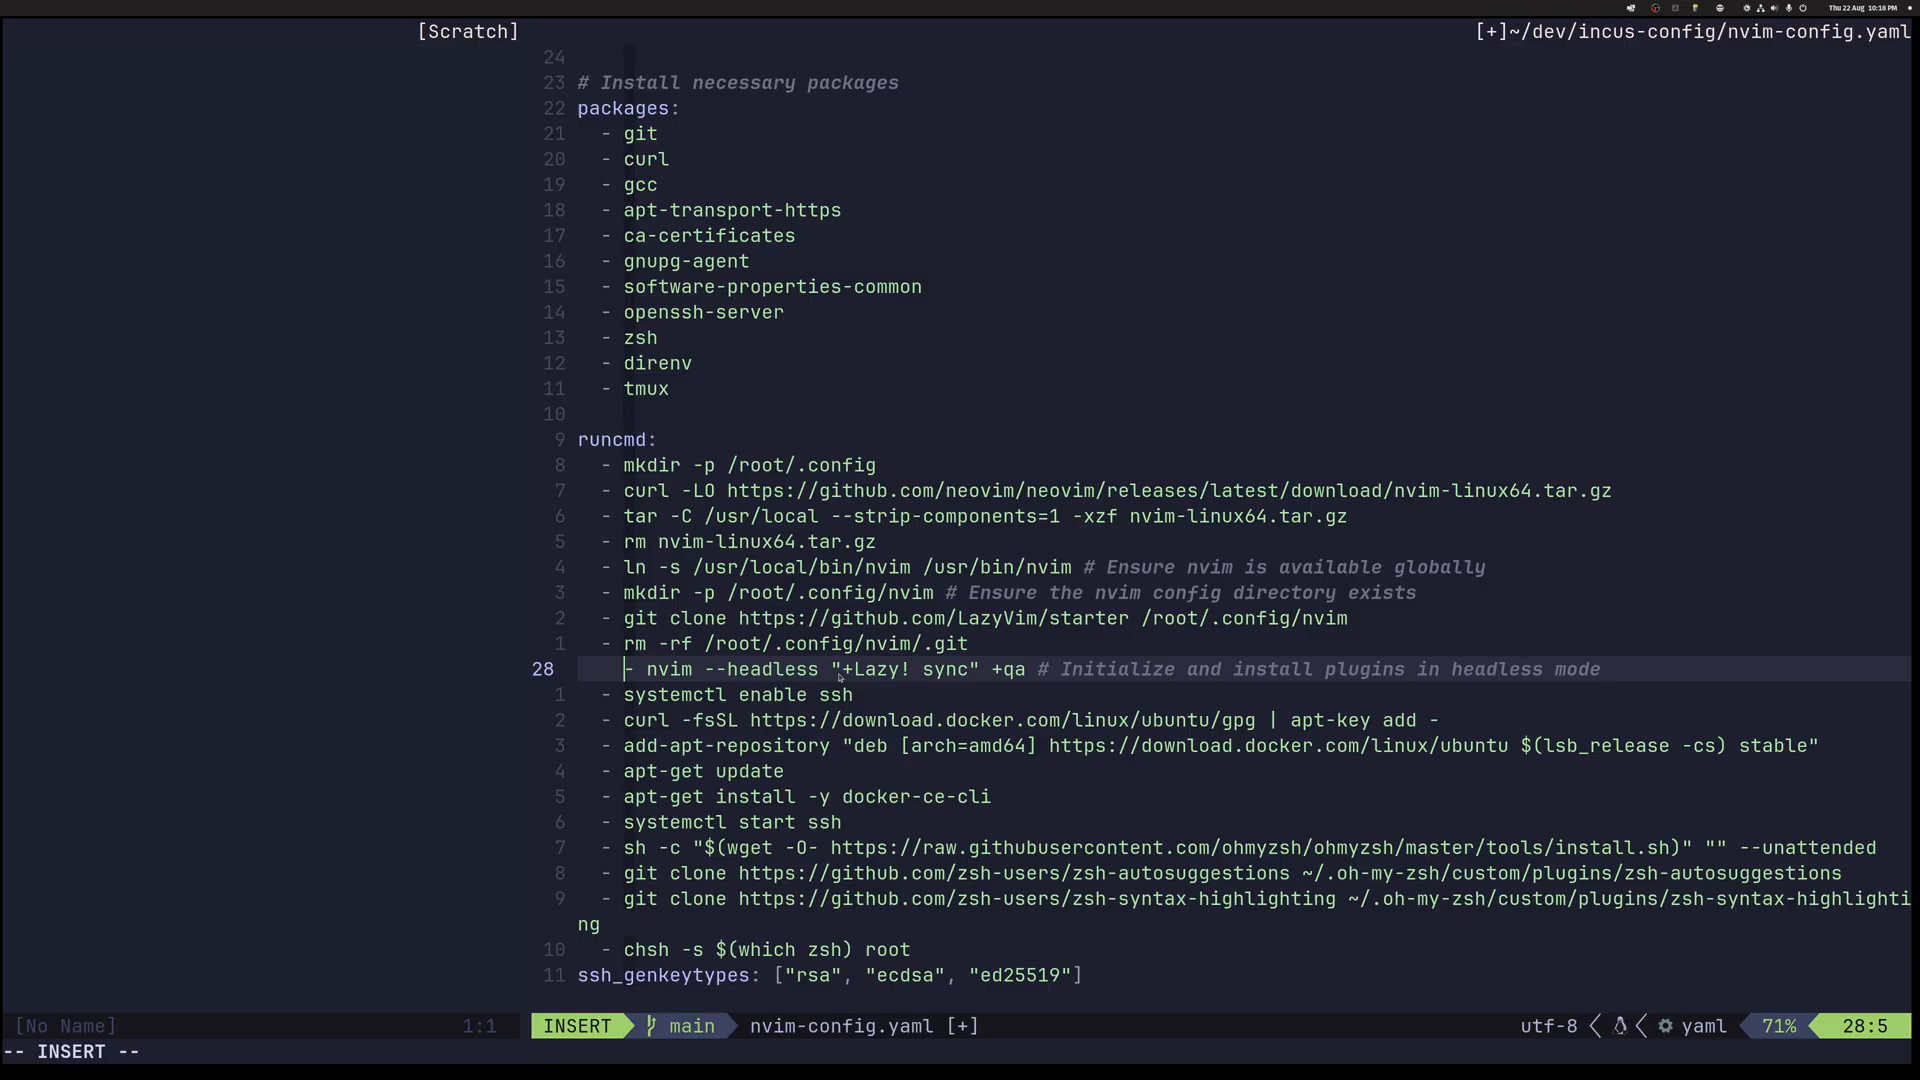 Thu 22 Aug 10:18 PM
[Scratch]
[+]~/dev/incus-config/nvim-config.yaml
24
23 # Install necessary packages
22 packages:
21   - git
20   - curl
19   - gcc
18   - apt-transport-https
17   - ca-certificates
16   - gnupg-agent
15   - software-properties-common
14   - openssh-server
13   - zsh
12   - direnv
11   - tmux
10
9 runcmd:
8   - mkdir -p /root/.config
7   - curl -LO https://github.com/neovim/neovim/releases/latest/download/nvim-linux64.tar.gz
6   - tar -C /usr/local --strip-components=1 -xzf nvim-linux64.tar.gz
5   - rm nvim-linux64.tar.gz
4   - ln -s /usr/local/bin/nvim /usr/bin/nvim # Ensure nvim is available globally
3   - mkdir -p /root/.config/nvim # Ensure the nvim config directory exists
2   - git clone https://github.com/LazyVim/starter /root/.config/nvim
1   - rm -rf /root/.config/nvim/.git
28     - nvim --headless "+Lazy! sync" +qa # Initialize and install plugins in headless mode
1   - systemctl enable ssh
2   - curl -fsSL https://download.docker.com/linux/ubuntu/gpg | apt-key add -
3   - add-apt-repository "deb [arch=amd64] https://download.docker.com/linux/ubuntu $(lsb_release -cs) stable"
4   - apt-get update
5   - apt-get install -y docker-ce-cli
6   - systemctl start ssh
7   - sh -c "$(wget -O- https://raw.githubusercontent.com/ohmyzsh/ohmyzsh/master/tools/install.sh)" "" --unattended
8   - git clone https://github.com/zsh-users/zsh-autosuggestions ~/.oh-my-zsh/custom/plugins/zsh-autosuggestions
9   - git clone https://github.com/zsh-users/zsh-syntax-highlighting ~/.oh-my-zsh/custom/plugins/zsh-syntax-highlighti
ng
10   - chsh -s $(which zsh) root
11 ssh_genkeytypes: ["rsa", "ecdsa", "ed25519"]
[No Name] 1:1
INSERT main nvim-config.yaml [+] utf-8 yaml 71% 28:5
-- INSERT --